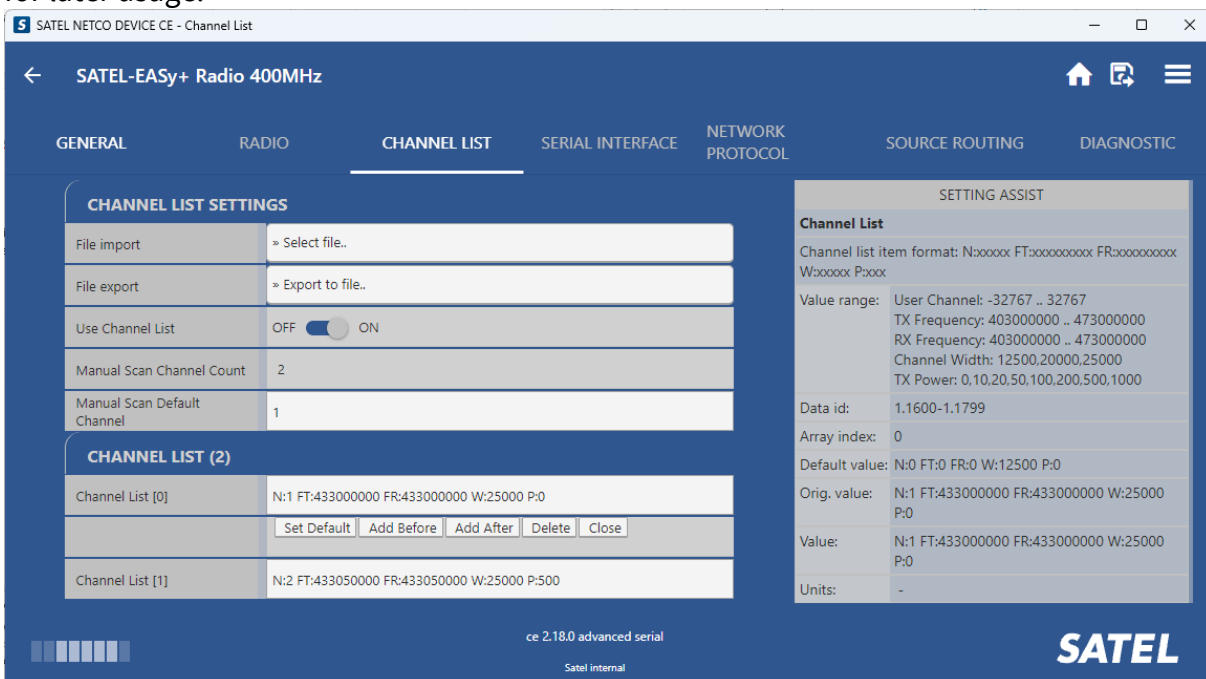 for later usage.
SATEL NETCO DEVICE CE - Channel List
SATEL-EASy+ Radio 400MHz
GENERAL RADIO CHANNEL LIST SERIAL INTERFACE NETWORK PROTOCOL SOURCE ROUTING DIAGNOSTIC
CHANNEL LIST SETTINGS
File import » Select file..
File export » Export to file..
Use Channel List OFF ON
Manual Scan Channel Count 2
Manual Scan Default
Channel
1
CHANNEL LIST (2)
Channel List [0] N:1 FT:433000000 FR:433000000 W:25000 P:0
Set Default Add Before Add After Delete Close
Channel List [1] N:2 FT:433050000 FR:433050000 W:25000 P:500
SETTING ASSIST
Channel List
Channel list item format: N:xxxxx FT:xxxxxxxxx FR:xxxxxxxxx
W:xxxxx P:xxx
Value range: User Channel: -32767 .. 32767
TX Frequency: 403000000 .. 473000000
RX Frequency: 403000000 .. 473000000
Channel Width: 12500,20000,25000
TX Power: 0,10,20,50,100,200,500,1000
Data id: 1.1600-1.1799
Array index: 0
Default value: N:0 FT:0 FR:0 W:12500 P:0
Orig. value: N:1 FT:433000000 FR:433000000 W:25000
P:0
Value: N:1 FT:433000000 FR:433000000 W:25000
P:0
Units: -
ce 2.18.0 advanced serial
Satel internal
SATEL